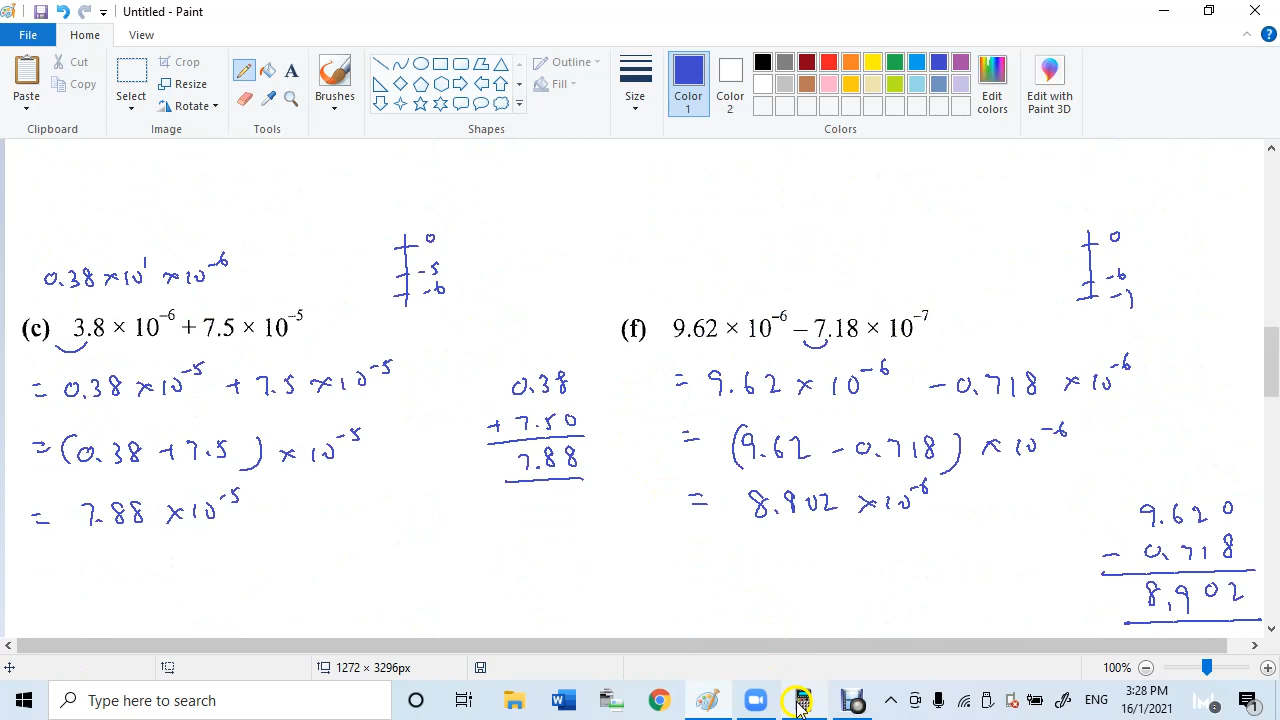 Untitled - Paint
File Home View
Paste
Cut
Copy
Clipboard
Select
Crop
Resize
Rotate
Image
A
Tools
Brushes
Outline
Fill
Shapes
Size
Color 1
Color 2
Edit colors
Colors
Edit with Paint 3D
0.38 ×10¹ ×10⁻⁶
0
-5
-6
(c) 3.8 × 10⁻⁶ + 7.5 × 10⁻⁵
= 0.38 ×10⁻⁵ + 7.5 ×10⁻⁵
= (0.38 + 7.5) × 10⁻⁵
= 7.88 ×10⁻⁵
0.38
+ 7.50
7.88
0
-6
-7
(f) 9.62 × 10⁻⁶ – 7.18 × 10⁻⁷
= 9.62 × 10⁻⁶ - 0.718 × 10⁻⁶
= (9.62 - 0.718) × 10⁻⁶
= 8.902 ×10⁻⁶
9.620
- 0.718
8.902
1272 × 3296px
100%
Type here to search
ENG
3:28 PM
16/1/2021